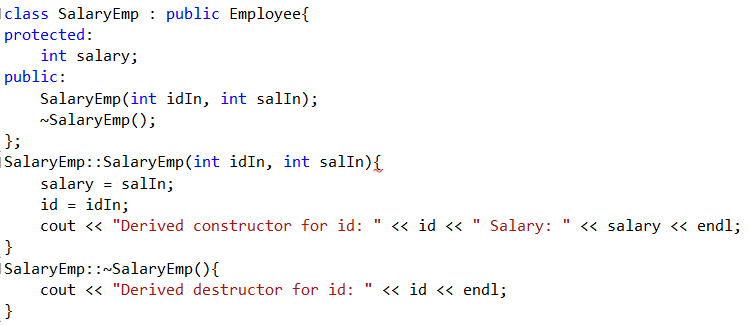 class SalaryEmp : public Employee{
protected:
    int salary;
public:
    SalaryEmp(int idIn, int salIn);
    ~SalaryEmp();
};
SalaryEmp::SalaryEmp(int idIn, int salIn){
    salary = salIn;
    id = idIn;
    cout << "Derived constructor for id: " << id << " Salary: " << salary << endl;
}
SalaryEmp::~SalaryEmp(){
    cout << "Derived destructor for id: " << id << endl;
}